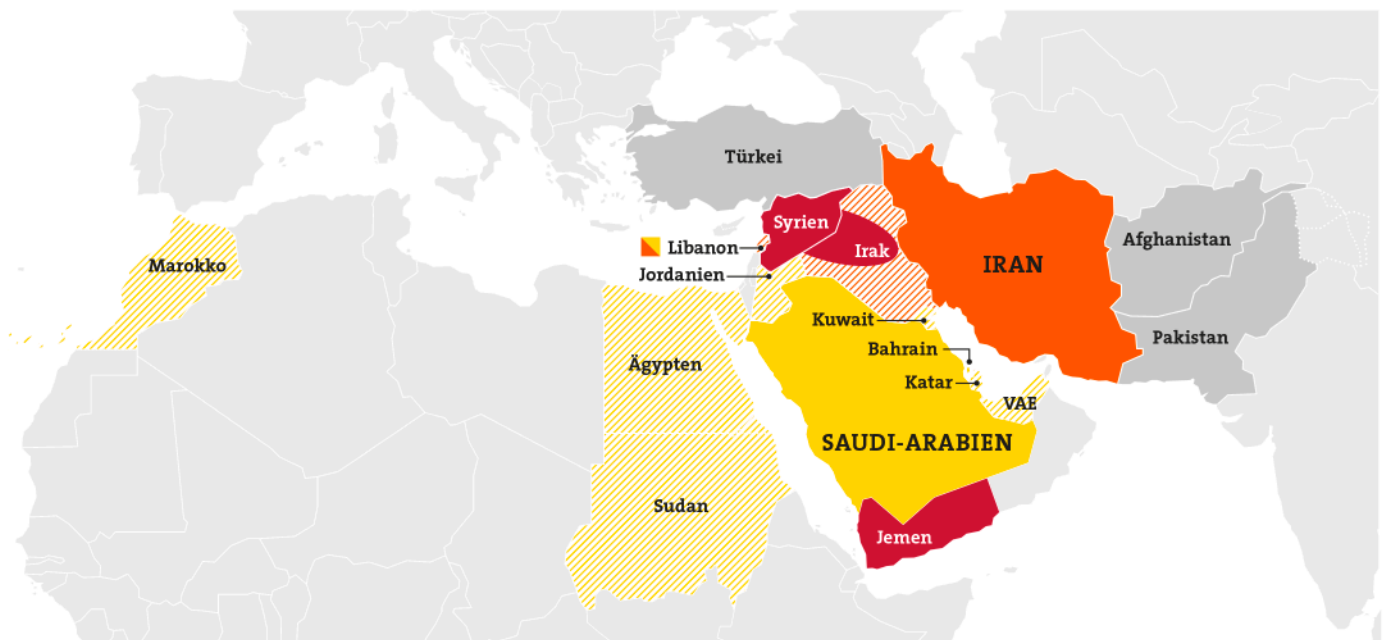 Türkei
Syrien
Libanon
Irak
Jordanien
IRAN
Afghanistan
Marokko
Kuwait
Pakistan
Bahrain
Ägypten
Katar
VAE
SAUDI-ARABIEN
Sudan
Jemen